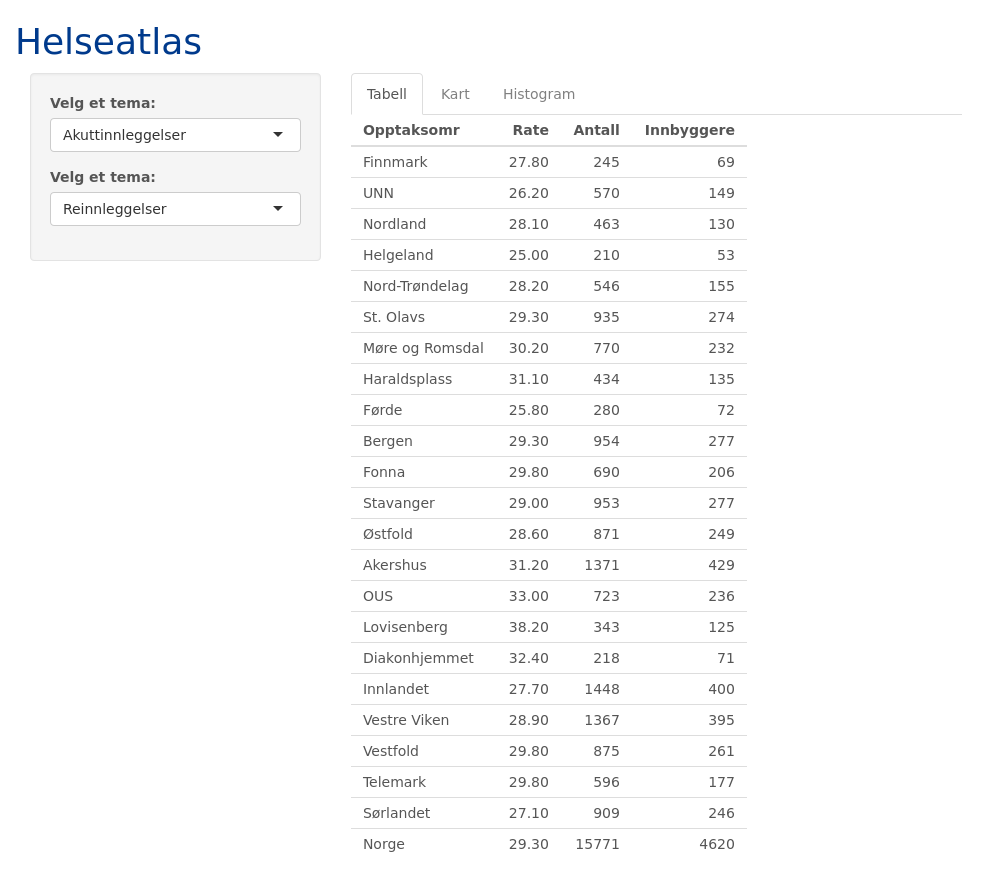 Helseatlas
Velg et tema:
Akuttinnleggelser
Velg et tema:
Reinnleggelser
Tabell Kart Histogram
Opptaksomr Rate Antall Innbyggere
Finnmark 27.80 245 69
UNN 26.20 570 149
Nordland 28.10 463 130
Helgeland 25.00 210 53
Nord-Trøndelag 28.20 546 155
St. Olavs 29.30 935 274
Møre og Romsdal 30.20 770 232
Haraldsplass 31.10 434 135
Førde 25.80 280 72
Bergen 29.30 954 277
Fonna 29.80 690 206
Stavanger 29.00 953 277
Østfold 28.60 871 249
Akershus 31.20 1371 429
OUS 33.00 723 236
Lovisenberg 38.20 343 125
Diakonhjemmet 32.40 218 71
Innlandet 27.70 1448 400
Vestre Viken 28.90 1367 395
Vestfold 29.80 875 261
Telemark 29.80 596 177
Sørlandet 27.10 909 246
Norge 29.30 15771 4620